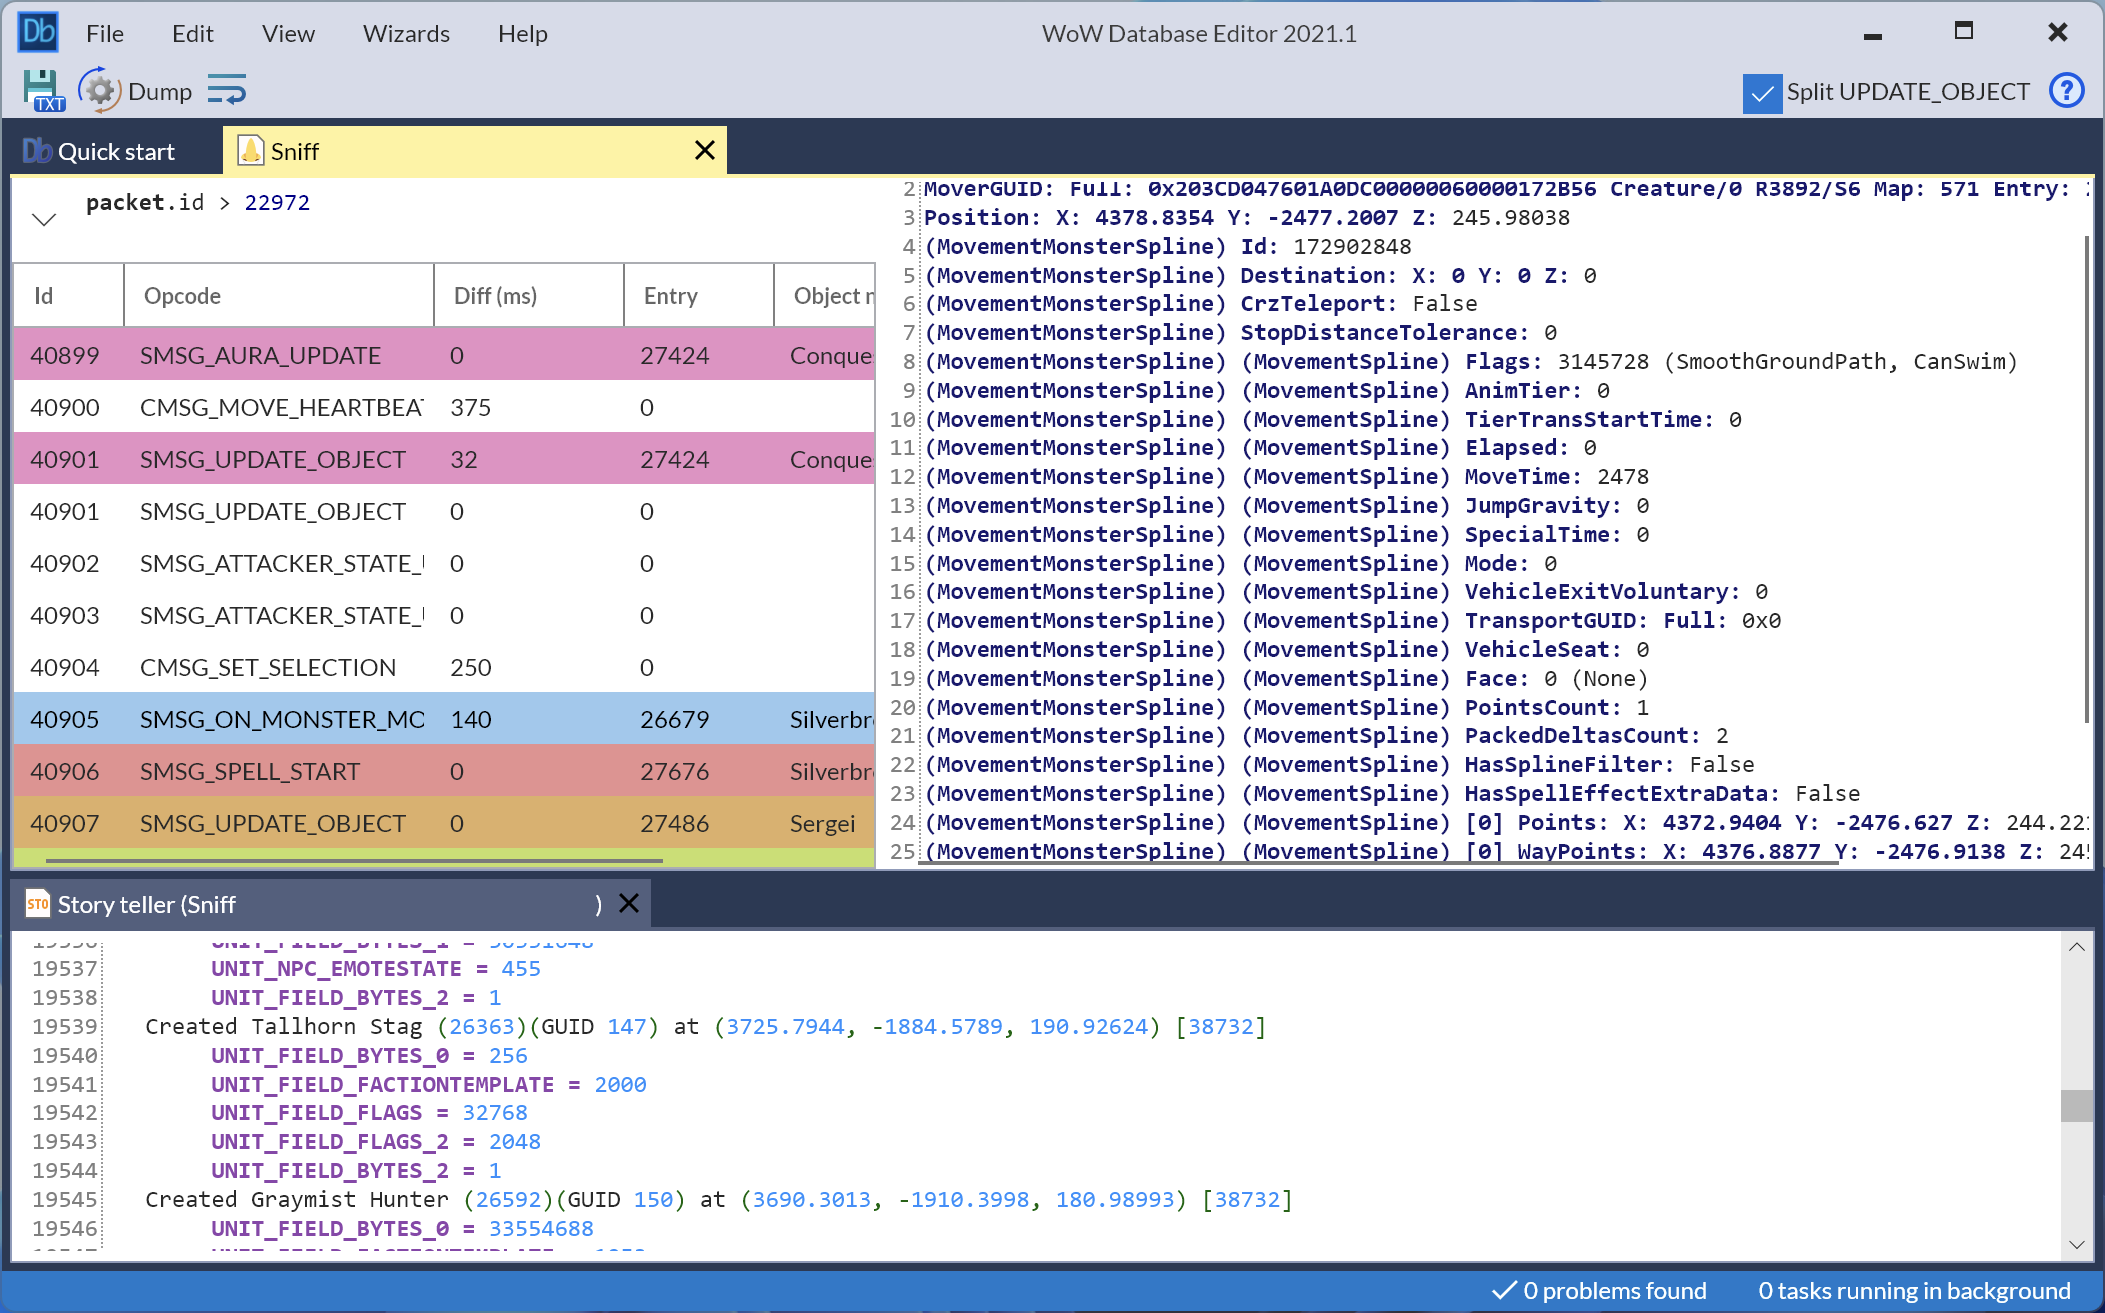 Db File Edit View Wizards Help WoW Database Editor 2021.1
TXT Dump Split UPDATE_OBJECT ?
Db Quick start Sniff
packet.id > 22972
Id Opcode Diff (ms) Entry Object
40899 SMSG_AURA_UPDATE 0 27424 Conque
40900 CMSG_MOVE_HEARTBEAT 375 0
40901 SMSG_UPDATE_OBJECT 32 27424 Conque
40901 SMSG_UPDATE_OBJECT 0 0
40902 SMSG_ATTACKER_STATE_ 0 0
40903 SMSG_ATTACKER_STATE_ 0 0
40904 CMSG_SET_SELECTION 250 0
40905 SMSG_ON_MONSTER_MO 140 26679 Silverbr
40906 SMSG_SPELL_START 0 27676 Silverbr
40907 SMSG_UPDATE_OBJECT 0 27486 Sergei
2 MoverGUID: Full: 0x203CD047601A0DC00000060000172B56 Creature/0 R3892/S6 Map: 571 Entry:
3 Position: X: 4378.8354 Y: -2477.2007 Z: 245.98038
4 (MovementMonsterSpline) Id: 172902848
5 (MovementMonsterSpline) Destination: X: 0 Y: 0 Z: 0
6 (MovementMonsterSpline) CrzTeleport: False
7 (MovementMonsterSpline) StopDistanceTolerance: 0
8 (MovementMonsterSpline) (MovementSpline) Flags: 3145728 (SmoothGroundPath, CanSwim)
9 (MovementMonsterSpline) (MovementSpline) AnimTier: 0
10 (MovementMonsterSpline) (MovementSpline) TierTransStartTime: 0
11 (MovementMonsterSpline) (MovementSpline) Elapsed: 0
12 (MovementMonsterSpline) (MovementSpline) MoveTime: 2478
13 (MovementMonsterSpline) (MovementSpline) JumpGravity: 0
14 (MovementMonsterSpline) (MovementSpline) SpecialTime: 0
15 (MovementMonsterSpline) (MovementSpline) Mode: 0
16 (MovementMonsterSpline) (MovementSpline) VehicleExitVoluntary: 0
17 (MovementMonsterSpline) (MovementSpline) TransportGUID: Full: 0x0
18 (MovementMonsterSpline) (MovementSpline) VehicleSeat: 0
19 (MovementMonsterSpline) (MovementSpline) Face: 0 (None)
20 (MovementMonsterSpline) (MovementSpline) PointsCount: 1
21 (MovementMonsterSpline) (MovementSpline) PackedDeltasCount: 2
22 (MovementMonsterSpline) (MovementSpline) HasSplineFilter: False
23 (MovementMonsterSpline) (MovementSpline) HasSpellEffectExtraData: False
24 (MovementMonsterSpline) (MovementSpline) [0] Points: X: 4372.9404 Y: -2476.627 Z: 244.22
25 (MovementMonsterSpline) (MovementSpline) [0] WayPoints: X: 4376.8877 Y: -2476.9138 Z: 24
STO Story teller (Sniff )
19536 UNIT_FIELD_BYTES_1 =
19537 UNIT_NPC_EMOTESTATE = 455
19538 UNIT_FIELD_BYTES_2 = 1
19539 Created Tallhorn Stag (26363)(GUID 147) at (3725.7944, -1884.5789, 190.92624) [38732]
19540 UNIT_FIELD_BYTES_0 = 256
19541 UNIT_FIELD_FACTIONTEMPLATE = 2000
19542 UNIT_FIELD_FLAGS = 32768
19543 UNIT_FIELD_FLAGS_2 = 2048
19544 UNIT_FIELD_BYTES_2 = 1
19545 Created Graymist Hunter (26592)(GUID 150) at (3690.3013, -1910.3998, 180.98993) [38732]
19546 UNIT_FIELD_BYTES_0 = 33554688
0 problems found 0 tasks running in background